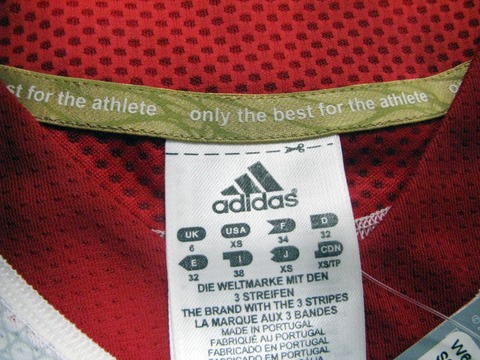 st for the athlete only the best for the athlete o
adidas
UK USA F D
6 XS 34 32
E I J CDN
32 38 XS XS/TP
DIE WELTMARKE MIT DEN
3 STREIFEN
THE BRAND WITH THE 3 STRIPES
LA MARQUE AUX 3 BANDES
MADE IN PORTUGAL
FABRIQUÉ AU PORTUGAL
FABRICADO EN PORTUGAL